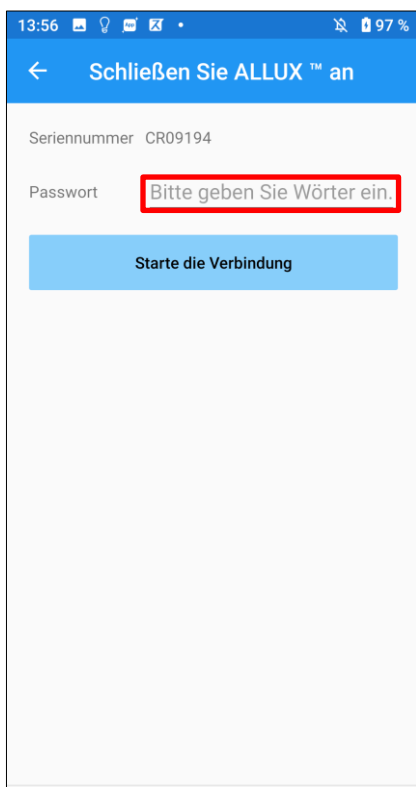 13:56 97 %
Schließen Sie ALLUX ™ an
Seriennummer CR09194
Passwort Bitte geben Sie Wörter ein.
Starte die Verbindung